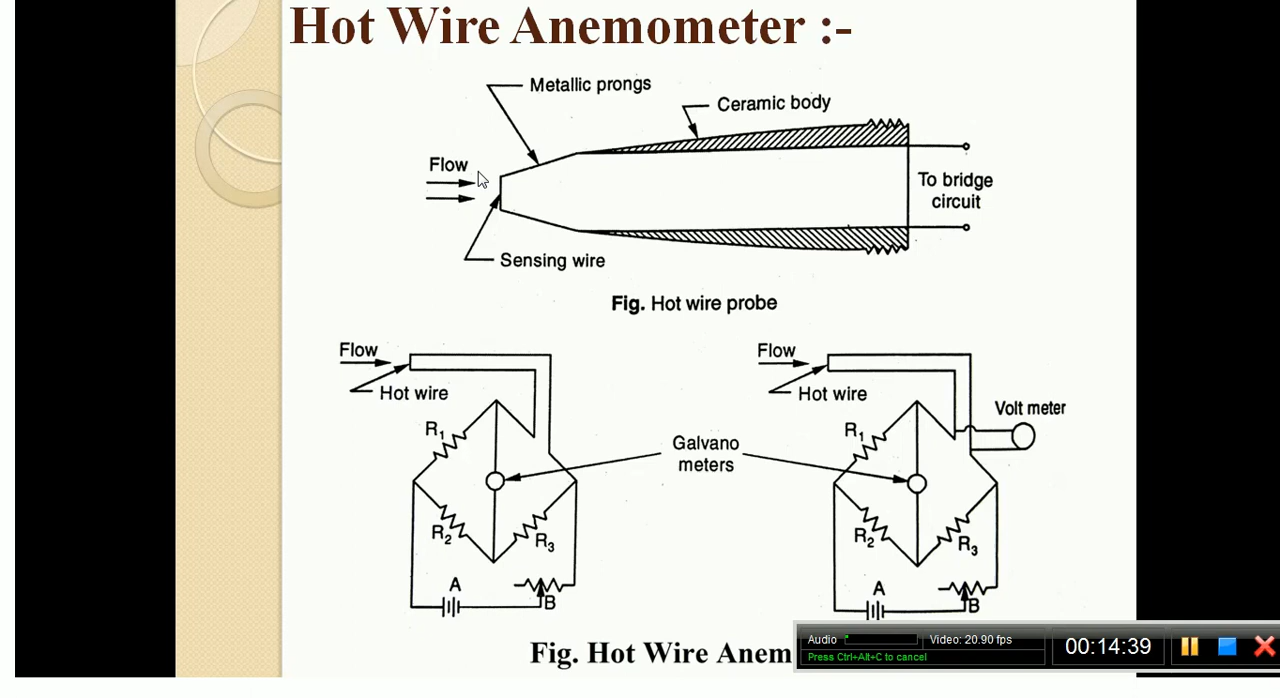 Hot Wire Anemometer :-
Metallic prongs
Ceramic body
Flow
To bridge
circuit
Sensing wire
Fig. Hot wire probe
Flow
Hot wire
R1
R2
R3
A
B
Galvano
meters
Flow
Hot wire
Volt meter
R1
R2
R3
A
B
Fig. Hot Wire Anem
Audio
Video: 20.90 fps
Press Ctrl+Alt+C to cancel
00:14:39